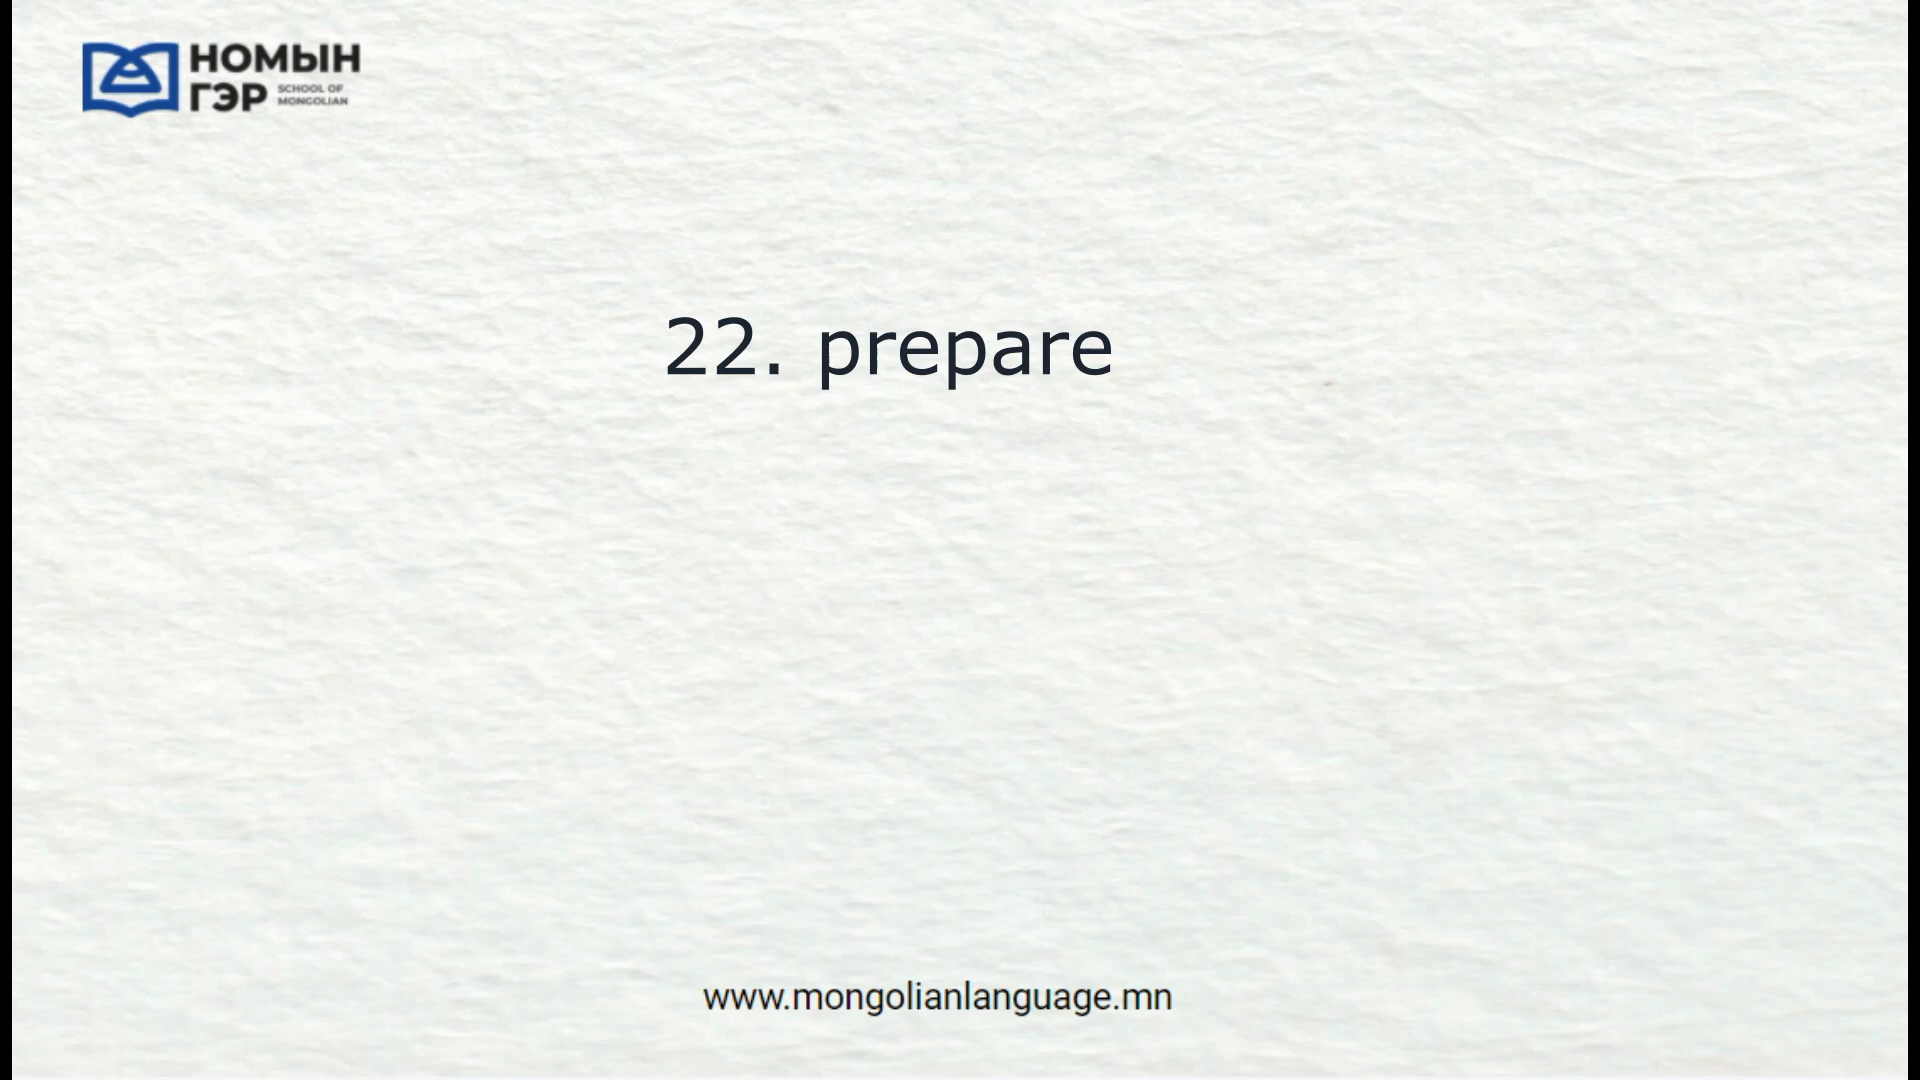 НОМЫН
ГЭР SCHOOL OF
MONGOLIAN
22. prepare
www.mongolianlanguage.mn